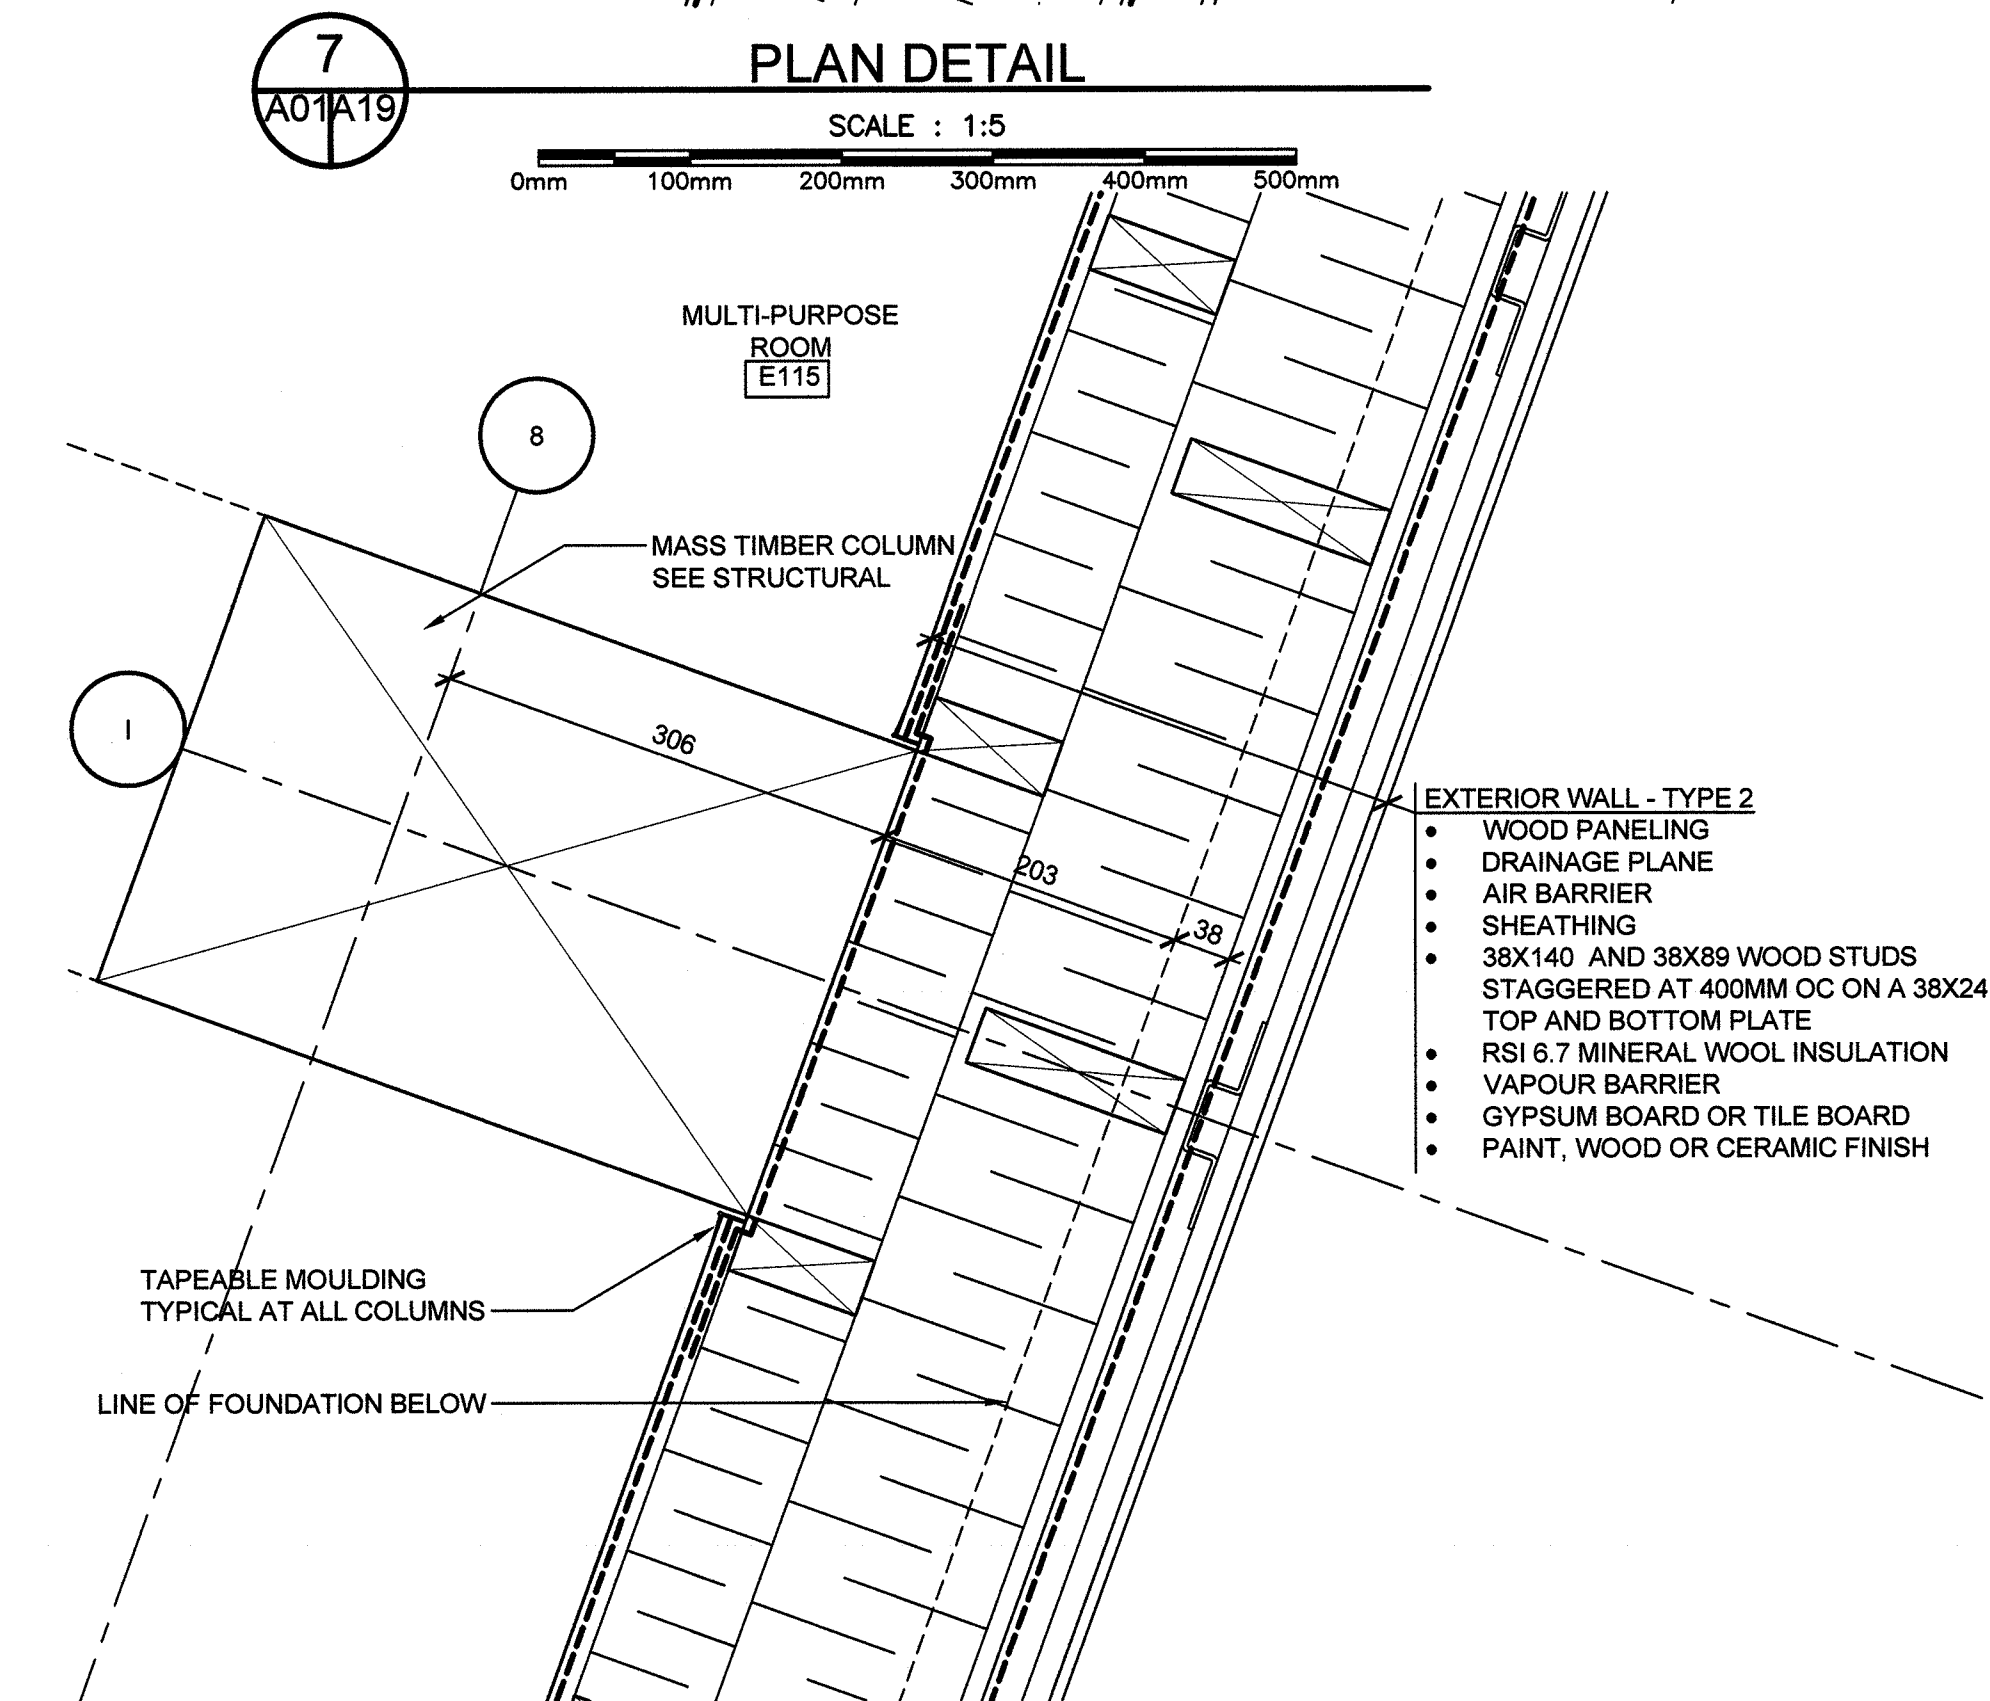 7
A01 A19
PLAN DETAIL
SCALE : 1:5
0mm 100mm 200mm 300mm 400mm 500mm
MULTI-PURPOSE
ROOM
E115
8
MASS TIMBER COLUMN
SEE STRUCTURAL
I
306
203
38
EXTERIOR WALL - TYPE 2
• WOOD PANELING
• DRAINAGE PLANE
• AIR BARRIER
• SHEATHING
• 38X140 AND 38X89 WOOD STUDS
STAGGERED AT 400MM OC ON A 38X24
TOP AND BOTTOM PLATE
• RSI 6.7 MINERAL WOOL INSULATION
• VAPOUR BARRIER
• GYPSUM BOARD OR TILE BOARD
• PAINT, WOOD OR CERAMIC FINISH
TAPEABLE MOULDING
TYPICAL AT ALL COLUMNS
LINE OF FOUNDATION BELOW